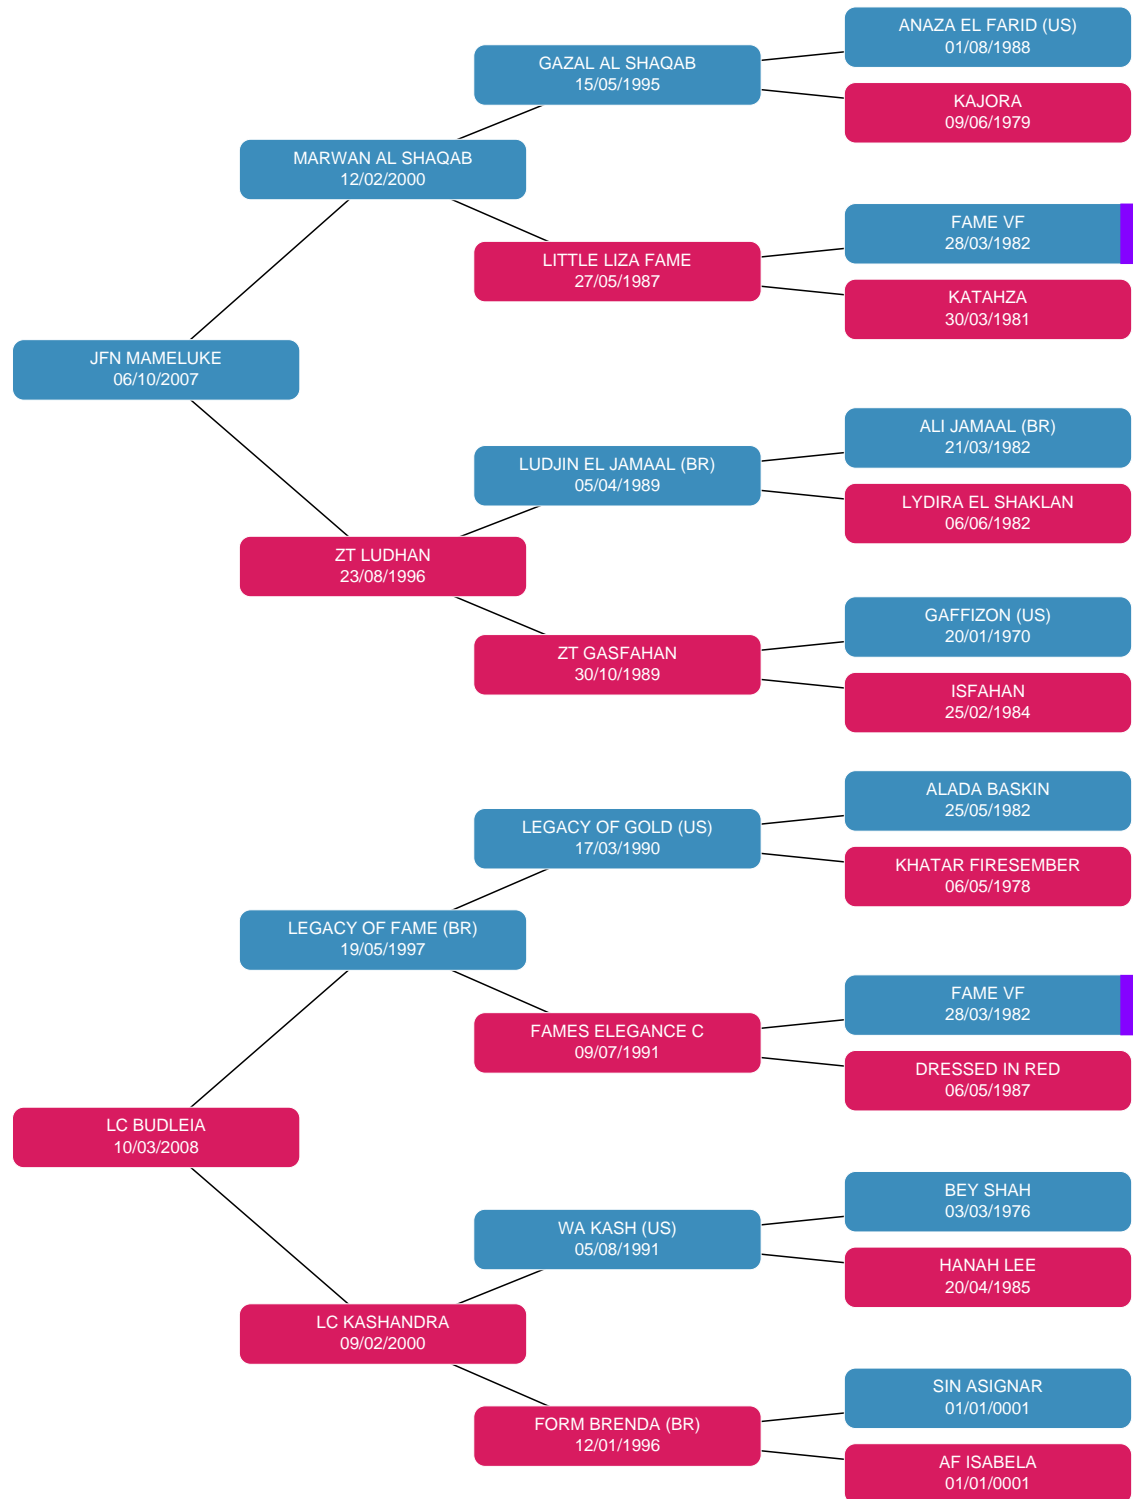 ANAZA EL FARID (US)
01/08/1988
GAZAL AL SHAQAB
15/05/1995
KAJORA
09/06/1979
MARWAN AL SHAQAB
12/02/2000
FAME VF
28/03/1982
LITTLE LIZA FAME
27/05/1987
KATAHZA
30/03/1981
JFN MAMELUKE
06/10/2007
ALI JAMAAL (BR)
21/03/1982
LUDJIN EL JAMAAL (BR)
05/04/1989
LYDIRA EL SHAKLAN
06/06/1982
ZT LUDHAN
23/08/1996
GAFFIZON (US)
20/01/1970
ZT GASFAHAN
30/10/1989
ISFAHAN
25/02/1984
ALADA BASKIN
25/05/1982
LEGACY OF GOLD (US)
17/03/1990
KHATAR FIRESEMBER
06/05/1978
LEGACY OF FAME (BR)
19/05/1997
FAME VF
28/03/1982
FAMES ELEGANCE C
09/07/1991
DRESSED IN RED
06/05/1987
LC BUDLEIA
10/03/2008
BEY SHAH
03/03/1976
WA KASH (US)
05/08/1991
HANAH LEE
20/04/1985
LC KASHANDRA
09/02/2000
SIN ASIGNAR
01/01/0001
FORM BRENDA (BR)
12/01/1996
AF ISABELA
01/01/0001